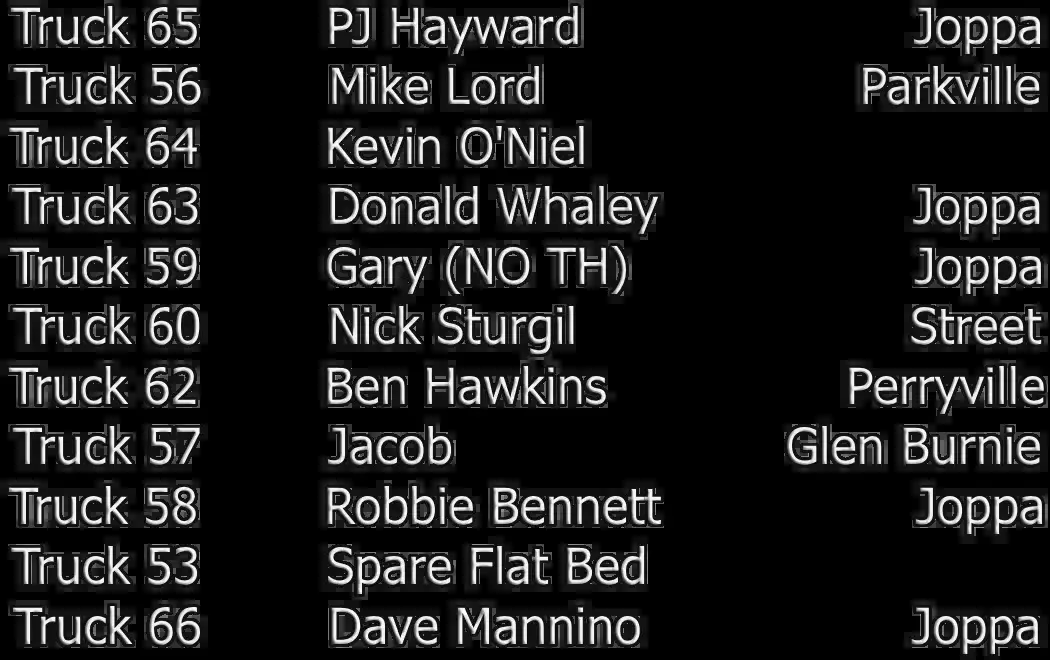 Truck 65 PJ Hayward Joppa
Truck 56 Mike Lord Parkville
Truck 64 Kevin O'Niel
Truck 63 Donald Whaley Joppa
Truck 59 Gary (NO TH) Joppa
Truck 60 Nick Sturgil Street
Truck 62 Ben Hawkins Perryville
Truck 57 Jacob Glen Burnie
Truck 58 Robbie Bennett Joppa
Truck 53 Spare Flat Bed
Truck 66 Dave Mannino Joppa